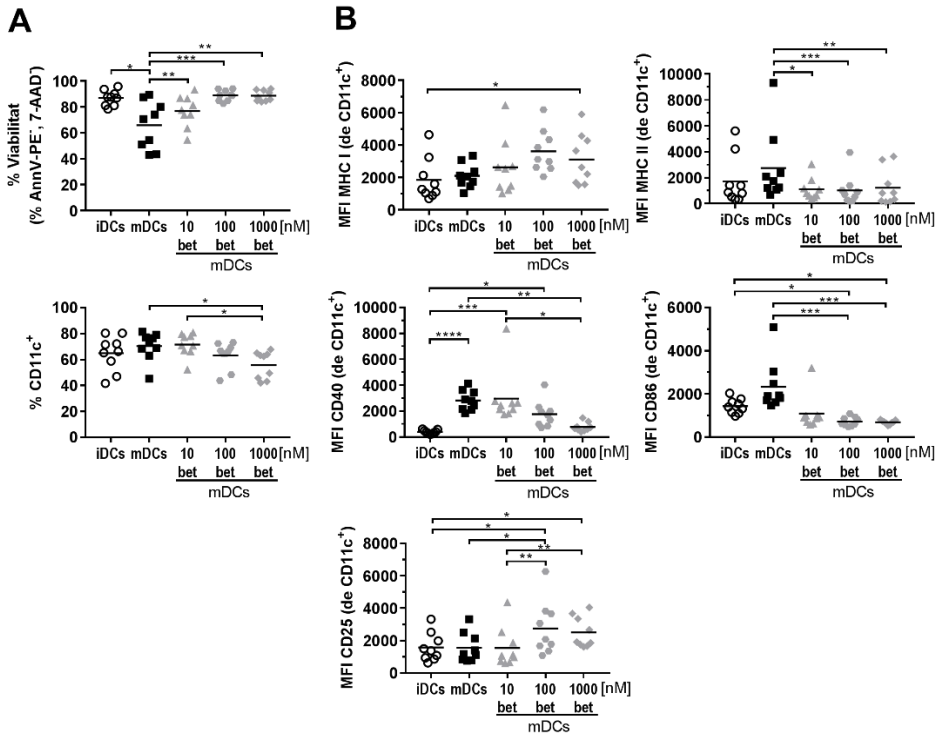 A
% Viabilitat
(% AnnV-PE-, 7-AAD-)
* ** *** **
100
80
60
40
20
0
iDCs mDCs 10 100 1000 [nM]
bet bet bet
mDCs
% CD11c+
* *
100
80
60
40
20
0
iDCs mDCs 10 100 1000 [nM]
bet bet bet
mDCs
B
MFI MHC I (de CD11c+)
*
8000
6000
4000
2000
0
iDCs mDCs 10 100 1000 [nM]
bet bet bet
mDCs
MFI MHC II (de CD11c+)
** *** *
10000
8000
6000
4000
2000
0
iDCs mDCs 10 100 1000 [nM]
bet bet bet
mDCs
MFI CD40 (de CD11c+)
* ** *** * ****
10000
8000
6000
4000
2000
0
iDCs mDCs 10 100 1000 [nM]
bet bet bet
mDCs
MFI CD86 (de CD11c+)
* * *** ***
6000
4000
2000
0
iDCs mDCs 10 100 1000 [nM]
bet bet bet
mDCs
MFI CD25 (de CD11c+)
* * * ** **
8000
6000
4000
2000
0
iDCs mDCs 10 100 1000 [nM]
bet bet bet
mDCs